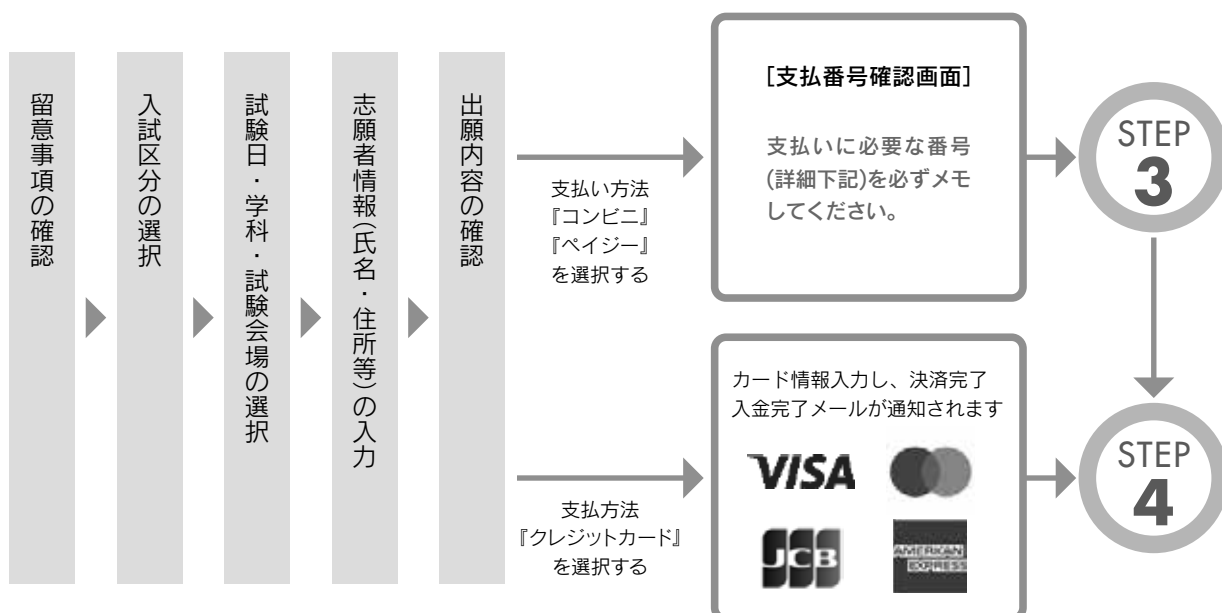 留意事項の確認
入試区分の選択
試験日・学科・試験会場の選択
志願者情報(氏名・住所等)の入力
出願内容の確認
支払い方法
『コンビニ』
『ペイジー』
を選択する
[支払番号確認画面]
支払いに必要な番号
(詳細下記)を必ずメモ
してください。
STEP
3
支払方法
『クレジットカード』
を選択する
カード情報入力し、決済完了
入金完了メールが通知されます
VISA
JCB
AMERICAN
EXPRESS
STEP
4